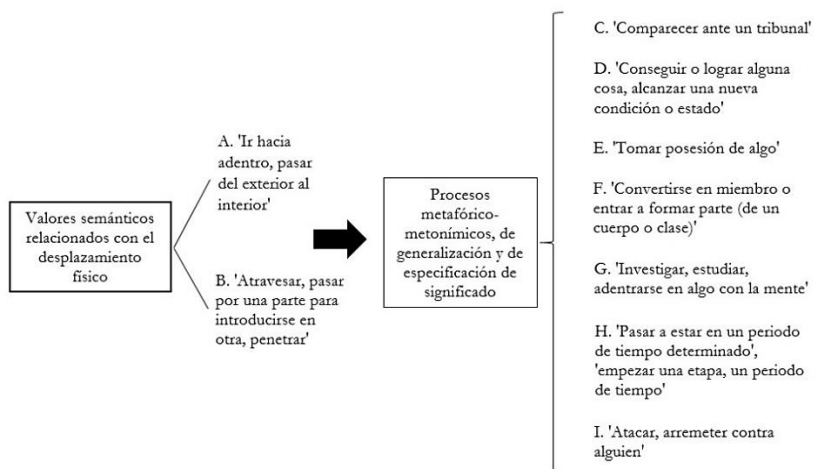 Valores semánticos
relacionados con el
desplazamiento
físico
A. 'Ir hacia
adentro, pasar
del exterior al
interior'
B. 'Atravesar, pasar
por una parte para
introducirse en
otra, penetrar'
Procesos
metafórico-
metonímicos, de
generalización y de
especificación de
significado
C. 'Comparecer ante un tribunal'
D. 'Conseguir o lograr alguna
cosa, alcanzar una nueva
condición o estado'
E. 'Tomar posesión de algo'
F. 'Convertirse en miembro o
entrar a formar parte (de un
cuerpo o clase)'
G. 'Investigar, estudiar,
adentrarse en algo con la mente'
H. 'Pasar a estar en un periodo
de tiempo determinado',
'empezar una etapa, un periodo
de tiempo'
I. 'Atacar, arremeter contra
alguien'